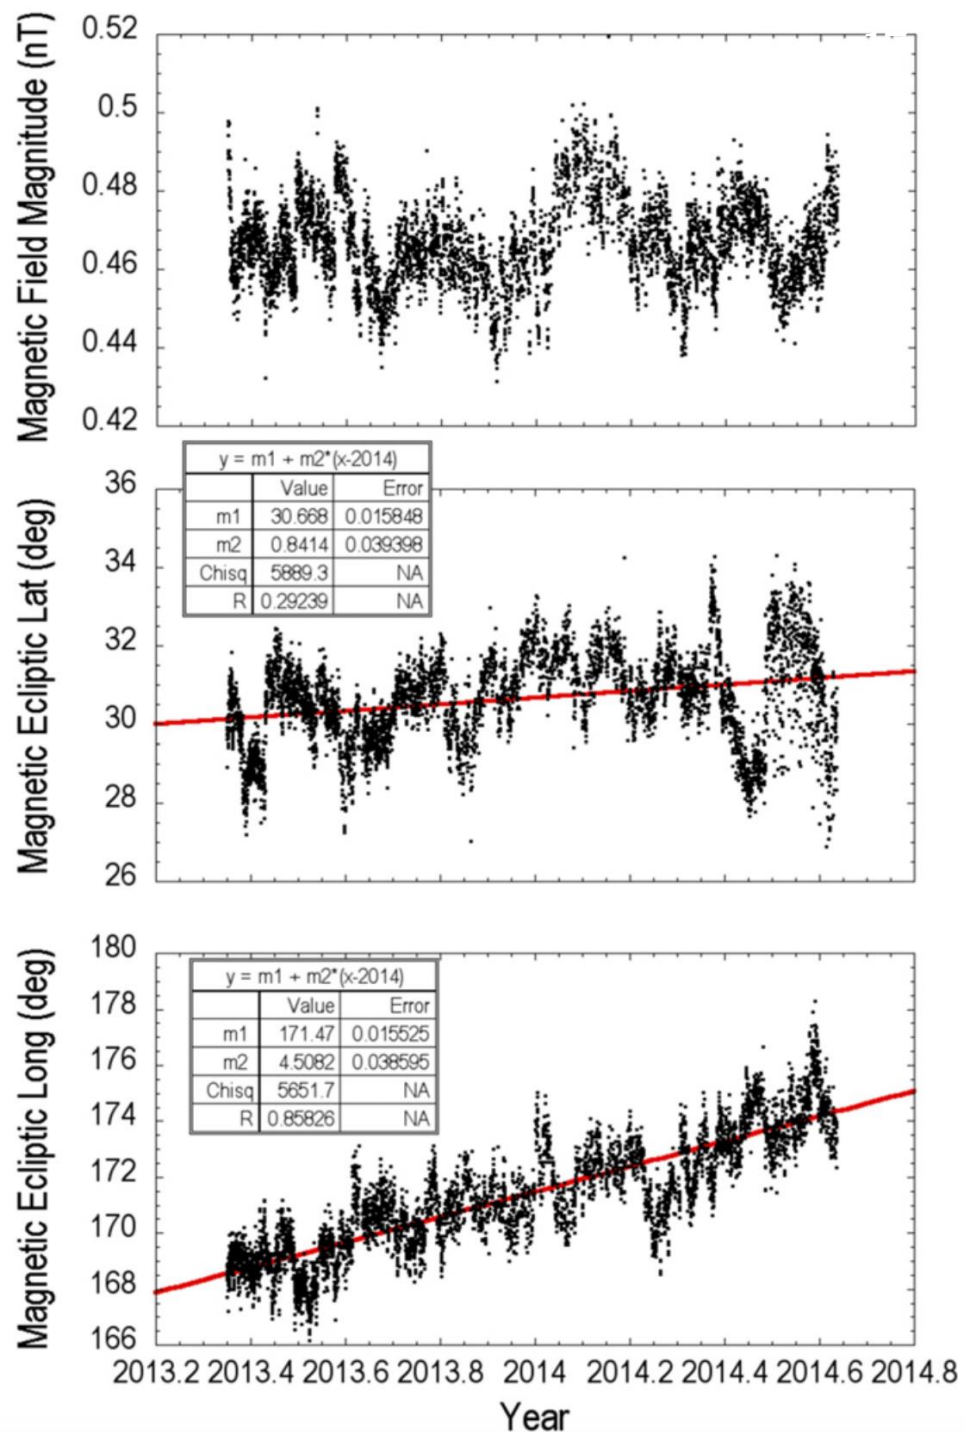 Magnetic Field Magnitude (nT)
0.52
0.5
0.48
0.46
0.44
0.42
y = m1 + m2*(x-2014)
Value Error
m1 30.668 0.015848
m2 0.8414 0.039398
Chisq 5889.3 NA
R 0.29239 NA
Magnetic Ecliptic Lat (deg)
36
34
32
30
28
26
y = m1 + m2*(x-2014)
Value Error
m1 171.47 0.015525
m2 4.5082 0.038595
Chisq 5651.7 NA
R 0.85826 NA
Magnetic Ecliptic Long (deg)
180
178
176
174
172
170
168
166
2013.2 2013.4 2013.6 2013.8 2014 2014.2 2014.4 2014.6 2014.8
Year